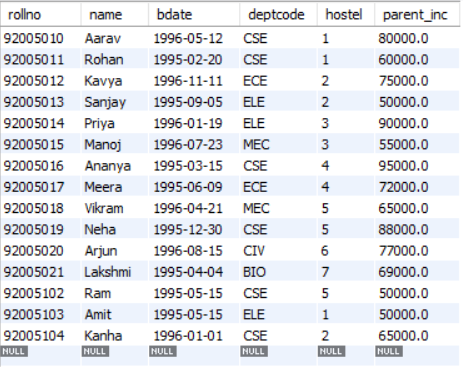 rollno name bdate deptcode hostel parent_inc
92005010 Aarav 1996-05-12 CSE 1 80000.0
92005011 Rohan 1995-02-20 CSE 1 60000.0
92005012 Kavya 1996-11-11 ECE 2 75000.0
92005013 Sanjay 1995-09-05 ELE 2 50000.0
92005014 Priya 1996-01-19 ELE 3 90000.0
92005015 Manoj 1996-07-23 MEC 3 55000.0
92005016 Ananya 1995-03-15 CSE 4 95000.0
92005017 Meera 1995-06-09 ECE 4 72000.0
92005018 Vikram 1996-04-21 MEC 5 65000.0
92005019 Neha 1995-12-30 CSE 5 88000.0
92005020 Arjun 1996-08-15 CIV 6 77000.0
92005021 Lakshmi 1995-04-04 BIO 7 69000.0
92005102 Ram 1995-05-15 CSE 5 50000.0
92005103 Amit 1995-05-15 ELE 1 50000.0
92005104 Kanha 1996-01-01 CSE 2 65000.0
NULL NULL NULL NULL NULL NULL